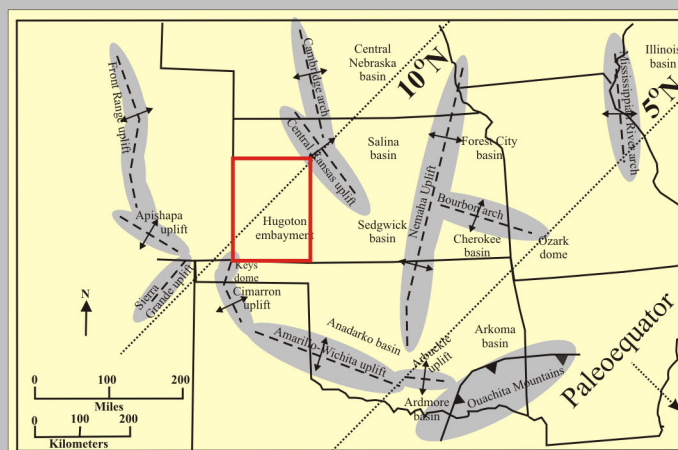 Central
Nebraska
basin
Illinois
basin
Cambridge arch
10°N
Mississippi River arch
5°N
Front Range uplift
Central Kansas uplift
Salina
basin
Forest City
basin
Nemaha Uplift
Bourbon arch
Apishapa
uplift
Hugoton
embayment
Sedgwick
basin
Cherokee
basin
Ozark
dome
Keys
dome
Sierra
Grande uplift
Cimarron
uplift
N
Anadarko basin
Amarillo-Wichita uplift
Arbuckle
uplift
Arkoma
basin
Ardmore
basin
Ouachita Mountains
Paleoequator
0 100 200
Miles
0 100 200
Kilometers